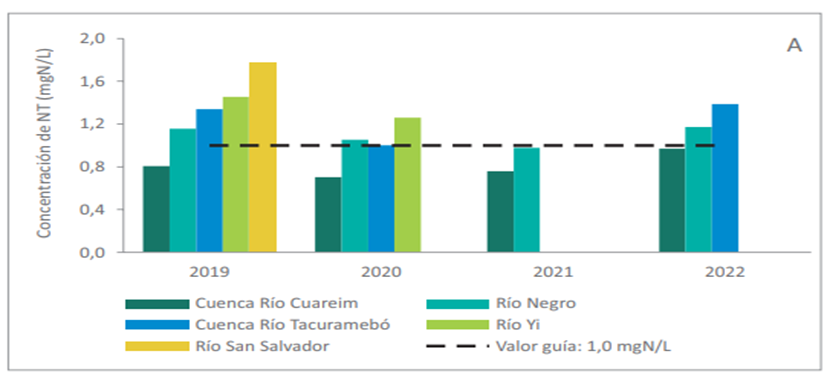 Concentración de NT (mgN/L)
2,0
1,6
1,2
0,8
0,4
0,0
A
2019 2020 2021 2022
Cuenca Río Cuareim Río Negro
Cuenca Río Tacuramebó Río Yi
Río San Salvador Valor guía: 1,0 mgN/L